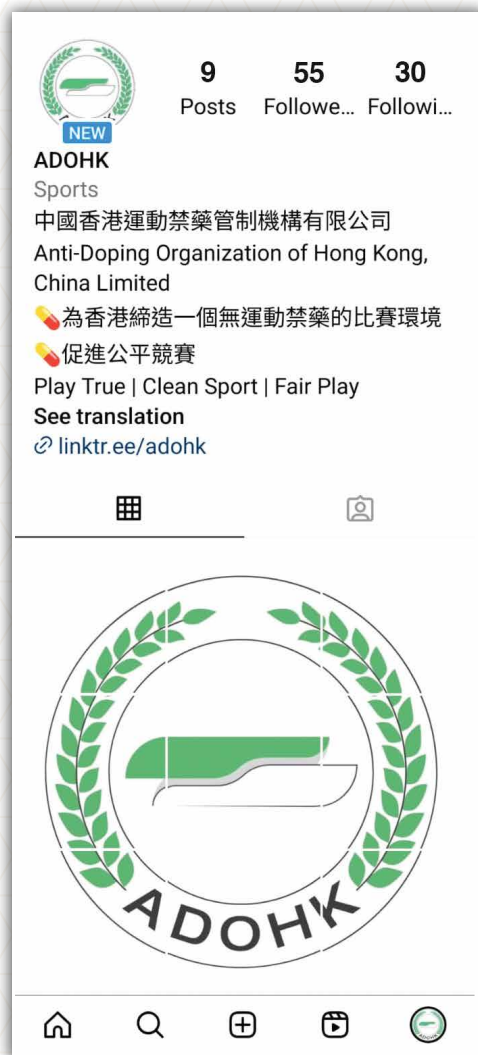 9 55 30
Posts Followe... Followi...
NEW
ADOHK
Sports
中國香港運動禁藥管制機構有限公司
Anti-Doping Organization of Hong Kong,
China Limited
💊為香港締造一個無運動禁藥的比賽環境
💊促進公平競賽
Play True | Clean Sport | Fair Play
See translation
linktr.ee/adohk
ADOHK